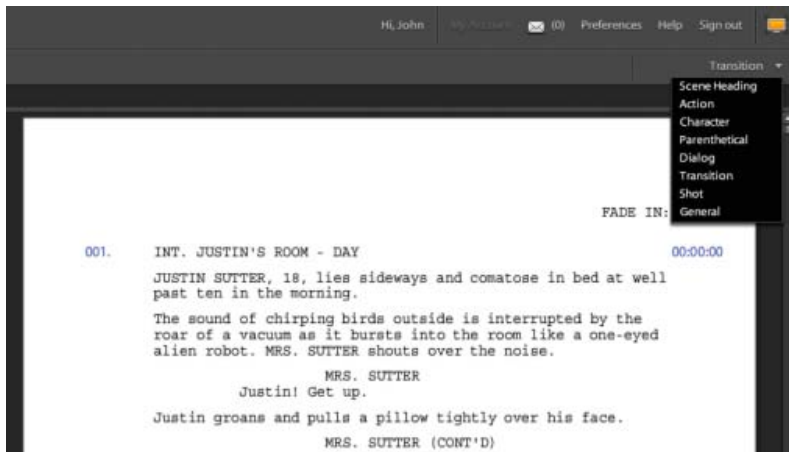 Hi, John
My Account
(0)
Preferences
Help
Sign out
Transition
Scene Heading
Action
Character
Parenthetical
Dialog
Transition
Shot
General
FADE IN:
001. INT. JUSTIN'S ROOM - DAY 00:00:00
JUSTIN SUTTER, 18, lies sideways and comatose in bed at well
past ten in the morning.
The sound of chirping birds outside is interrupted by the
roar of a vacuum as it bursts into the room like a one-eyed
alien robot. MRS. SUTTER shouts over the noise.
MRS. SUTTER
Justin! Get up.
Justin groans and pulls a pillow tightly over his face.
MRS. SUTTER (CONT'D)